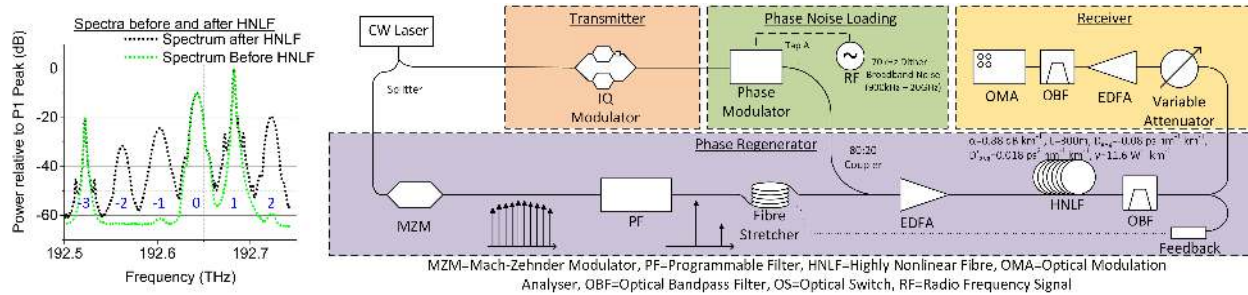 Spectra before and after HNLF
Spectrum after HNLF
Spectrum Before HNLF
Power relative to P1 Peak (dB)
0
-20
-40
-60
-3
-2
-1
0
1
2
192.5
192.6
192.7
Frequency (THz)
CW Laser
Splitter
Transmitter
IQ
Modulator
Phase Noise Loading
Tap A
Phase
Modulator
RF
Broadband Noise
Receiver
OMA
OBF
EDFA
Variable
Attenuator
Phase Regenerator
80:20
Coupler
MZM
PF
Fibre
Stretcher
EDFA
HNLF
OBF
Feedback
MZM=Mach-Zehnder Modulator, PF=Programmable Filter, HNLF=Highly Nonlinear Fibre, OMA=Optical Modulation
Analyser, OBF=Optical Bandpass Filter, OS=Optical Switch, RF=Radio Frequency Signal